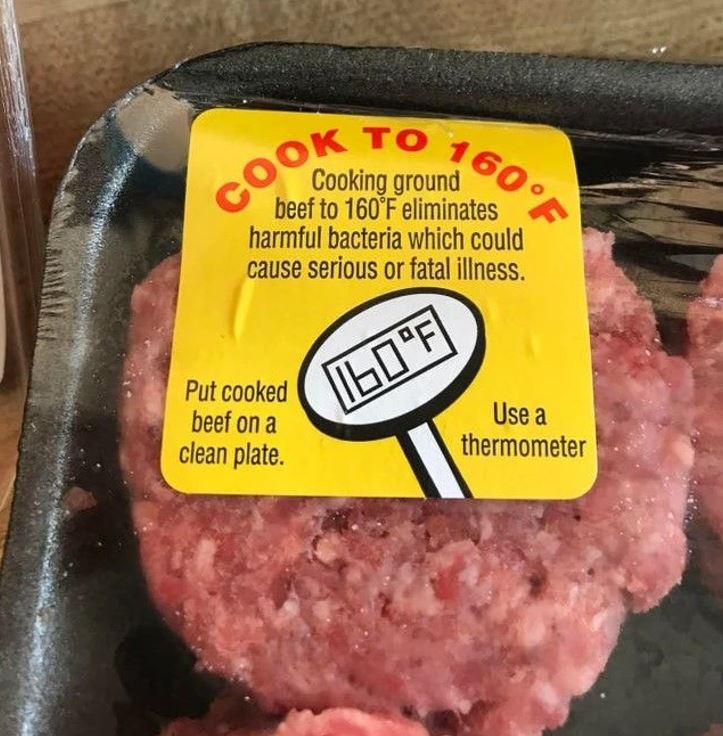 COOK TO 160°F
Cooking ground
beef to 160°F eliminates
harmful bacteria which could
cause serious or fatal illness.
160°F
Put cooked
beef on a
clean plate.
Use a
thermometer